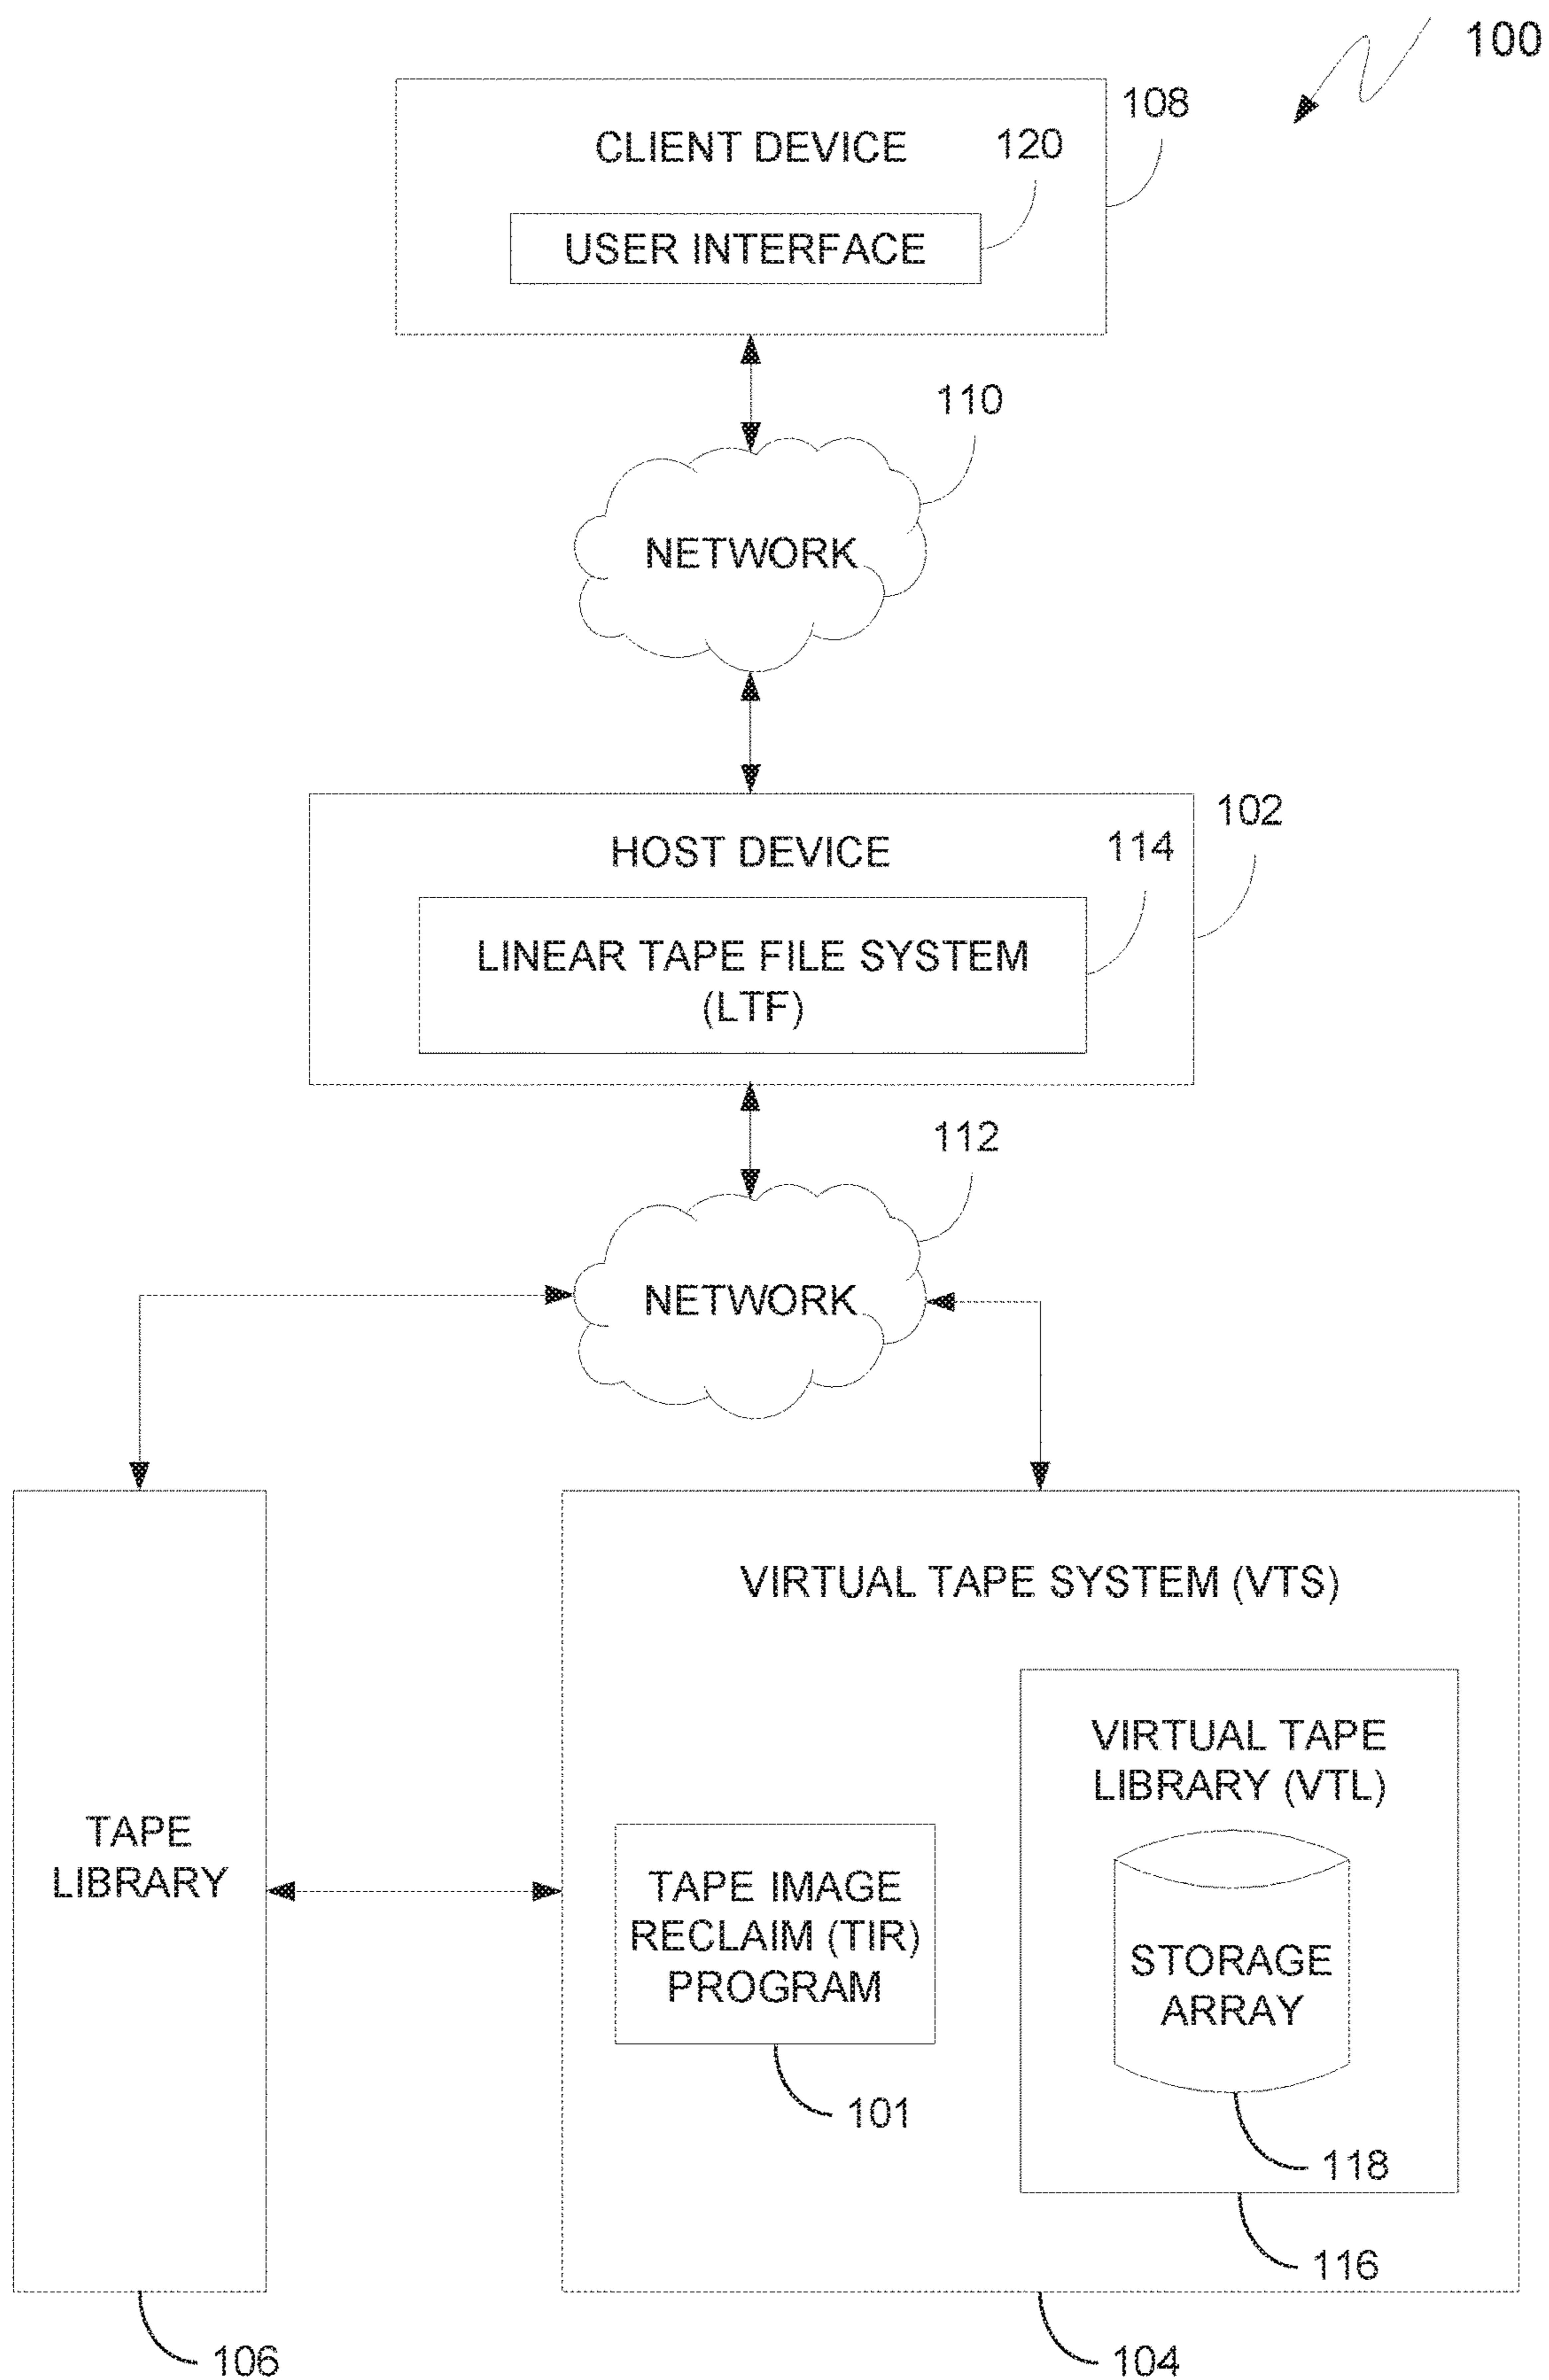 100
108
CLIENT DEVICE
120
USER INTERFACE
110
NETWORK
102
HOST DEVICE
114
LINEAR TAPE FILE SYSTEM
(LTF)
112
NETWORK
VIRTUAL TAPE SYSTEM (VTS)
VIRTUAL TAPE
LIBRARY (VTL)
TAPE
LIBRARY
TAPE IMAGE
RECLAIM (TIR)
PROGRAM
STORAGE
ARRAY
101
118
116
106
104